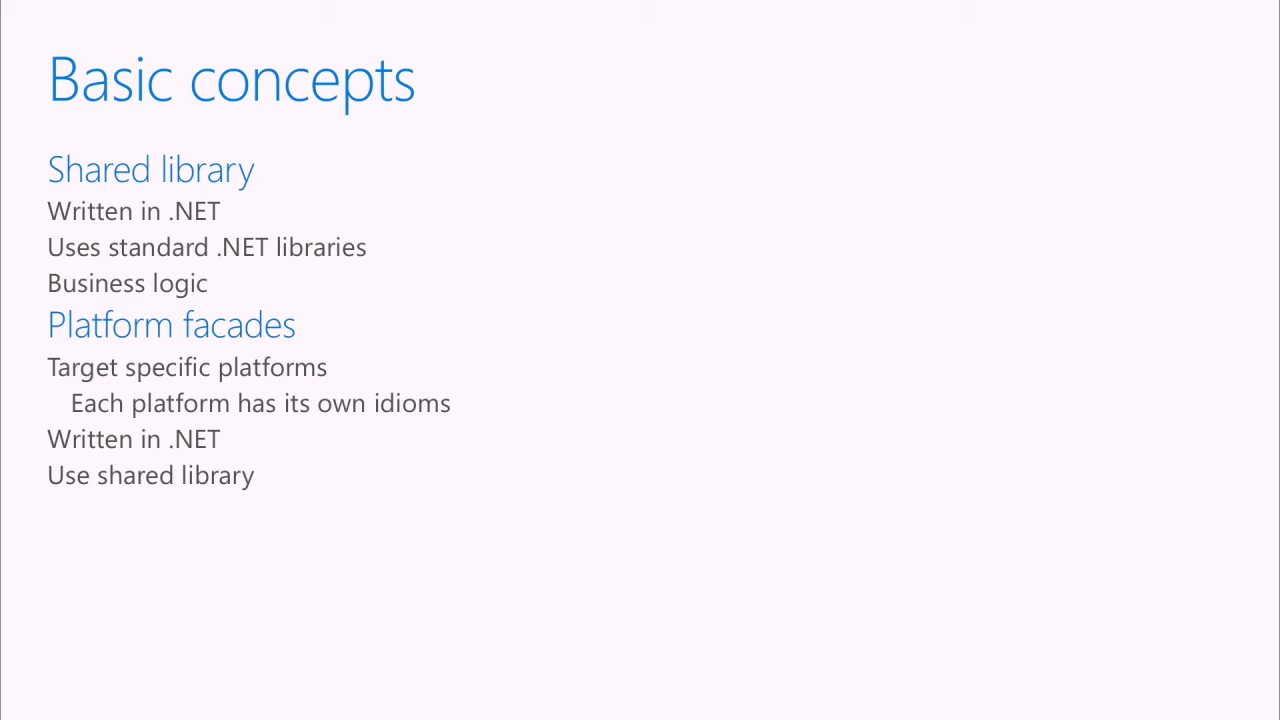 Basic concepts
Shared library
Written in .NET
Uses standard .NET libraries
Business logic
Platform facades
Target specific platforms
Each platform has its own idioms
Written in .NET
Use shared library